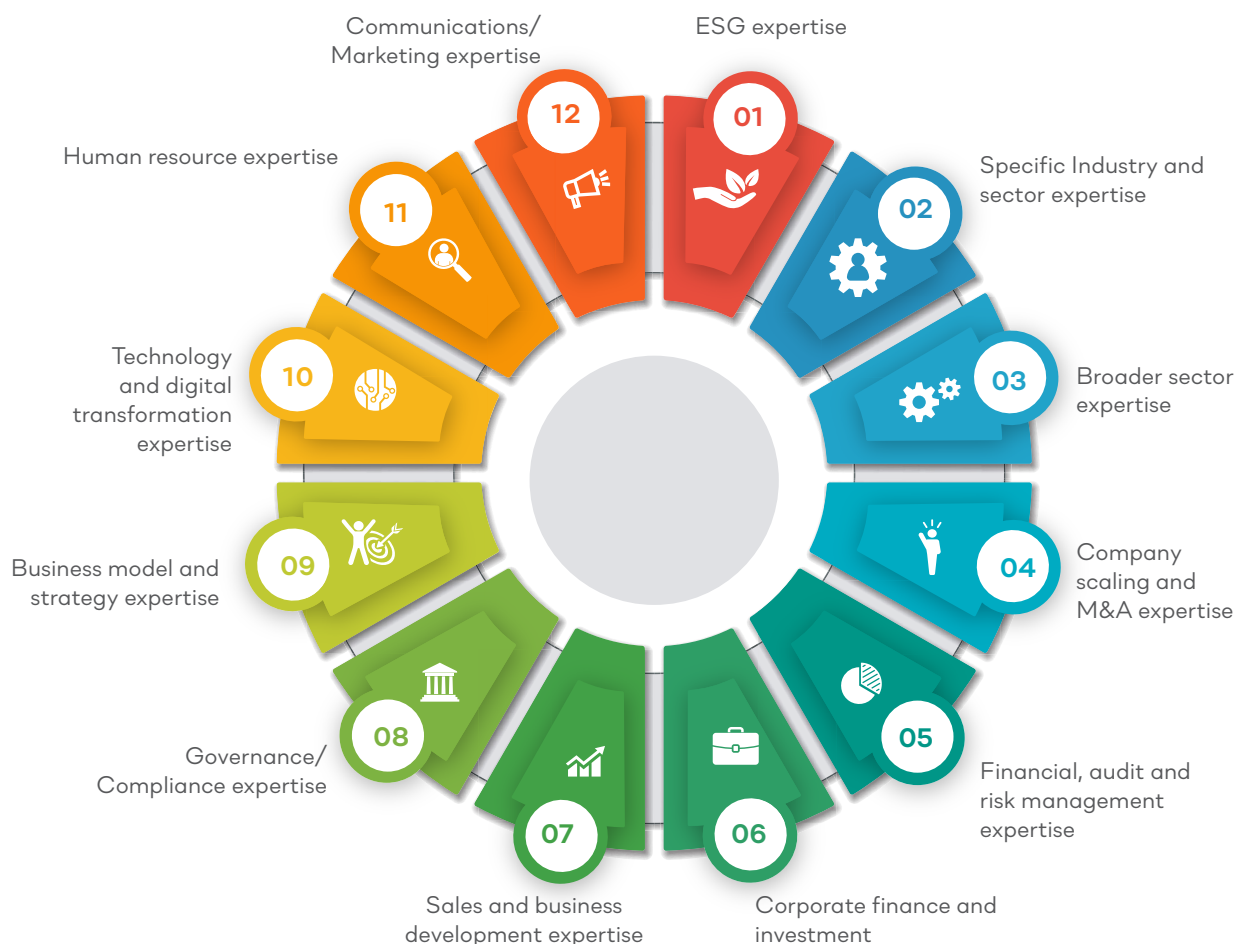 ESG expertise
01
Specific Industry and
sector expertise
02
Broader sector
expertise
03
Company
scaling and
M&A expertise
04
Financial, audit and
risk management
expertise
05
Corporate finance and
investment
06
Sales and business
development expertise
07
Governance/
Compliance expertise
08
Business model and
strategy expertise
09
Technology
and digital
transformation
expertise
10
Human resource expertise
11
Communications/
Marketing expertise
12